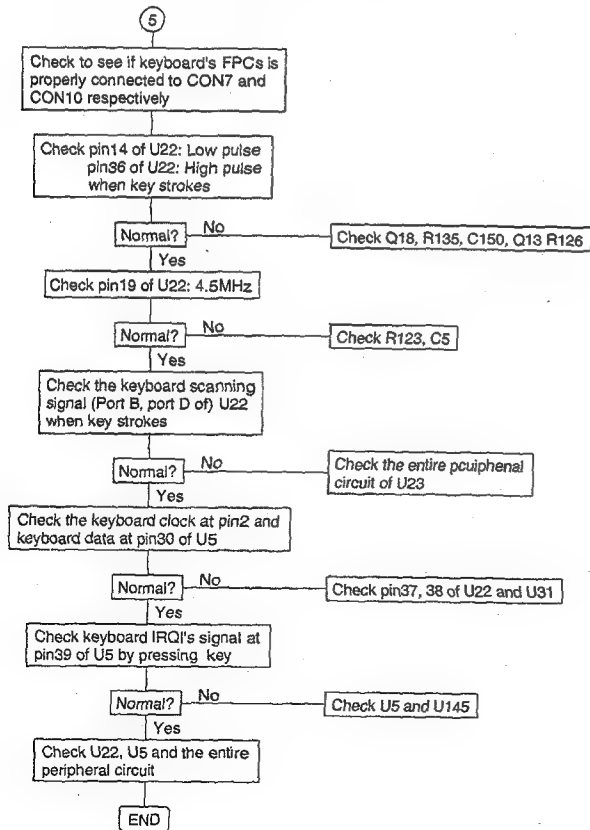 5
Check to see if keyboard's FPCs is
properly connected to CON7 and
CON10 respectively
Check pin14 of U22: Low pulse
pin36 of U22: High pulse
when key strokes
Normal?
No
Check Q18, R135, C150, Q13 R126
Yes
Check pin19 of U22: 4.5MHz
Normal?
No
Check R123, C5
Yes
Check the keyboard scanning
signal (Port B, port D of) U22
when key strokes
Normal?
No
Check the entire pcuiphenal
circuit of U23
Yes
Check the keyboard clock at pin2 and
keyboard data at pin30 of U5
Normal?
No
Check pin37, 38 of U22 and U31
Yes
Check keyboard IRQI's signal at
pin39 of U5 by pressing key
Normal?
No
Check U5 and U145
Yes
Check U22, U5 and the entire
peripheral circuit
END